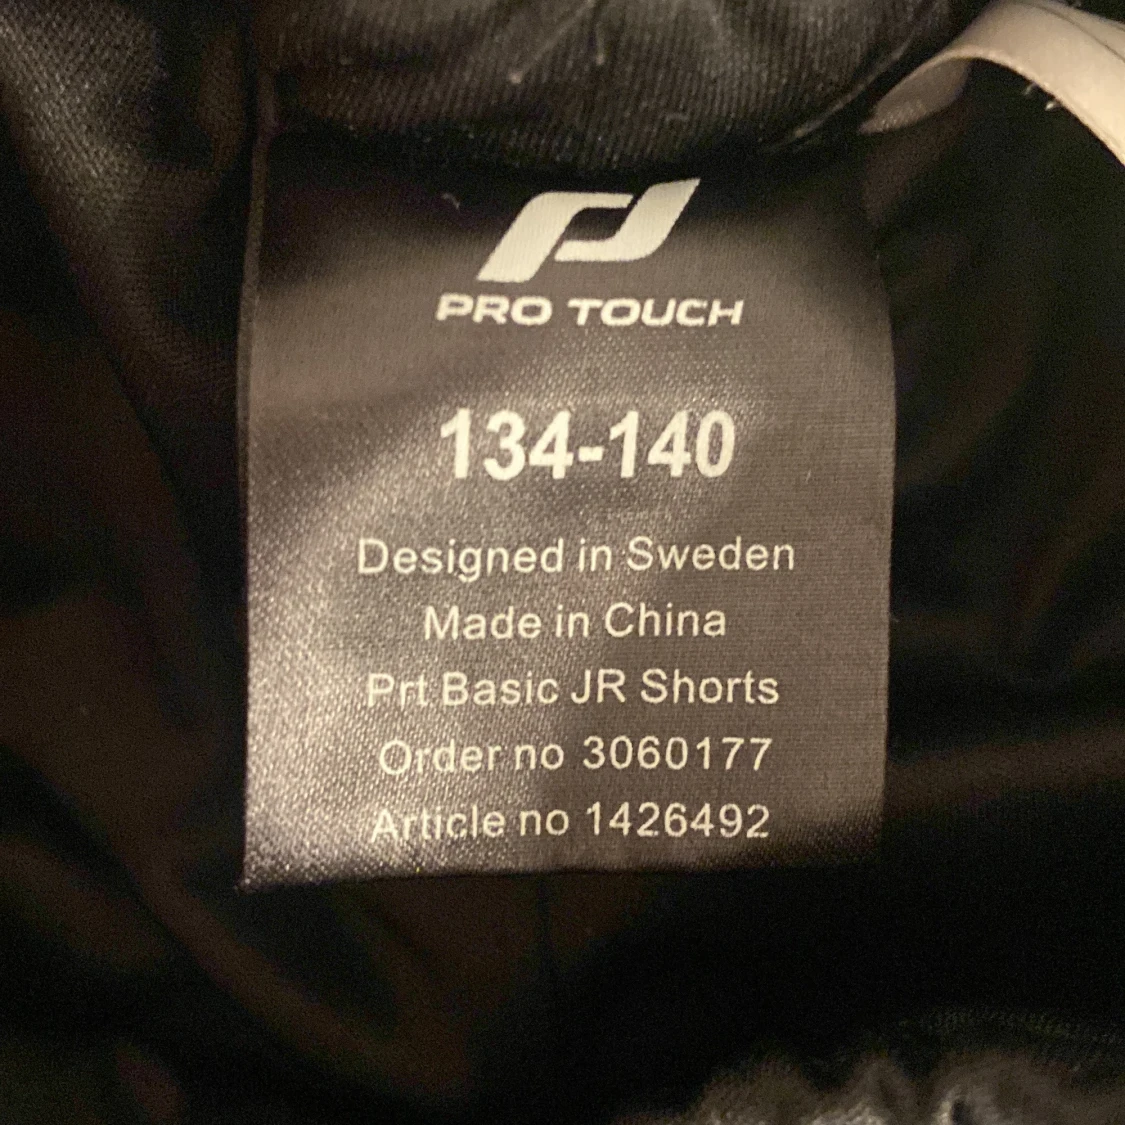 PRO TOUCH
134-140
Designed in Sweden
Made in China
Prt Basic JR Shorts
Order no 3060177
Article no 1426492